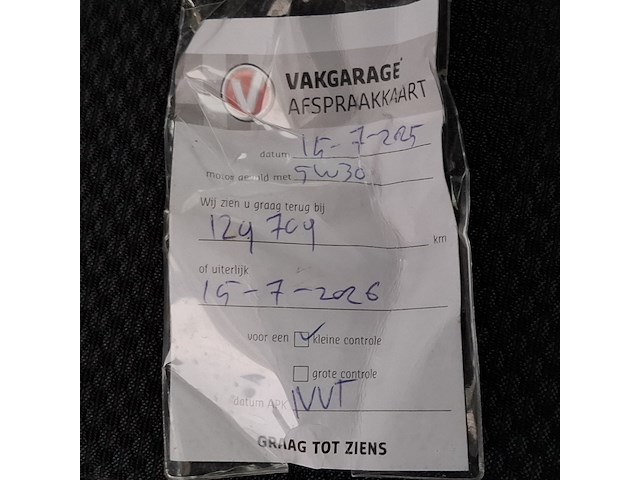 V VAKGARAGE
AFSPRAAKKAART
datum 15-7-2025
motor gevuld met 5W30
Wij zien u graag terug bij
129 709 km
of uiterlijk
15-7-2026
voor een ✓ kleine controle
grote controle
datum APK NVT
GRAAG TOT ZIENS